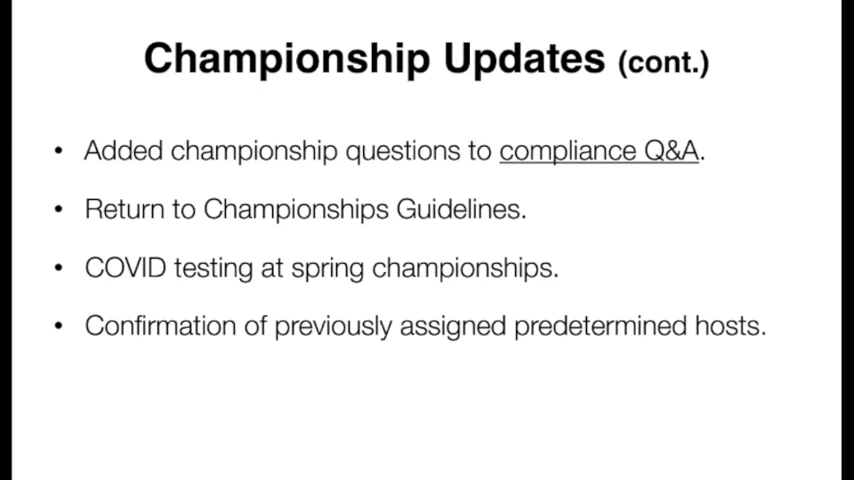 Championship Updates (cont.)
• Added championship questions to compliance Q&A.
• Return to Championships Guidelines.
• COVID testing at spring championships.
• Confirmation of previously assigned predetermined hosts.